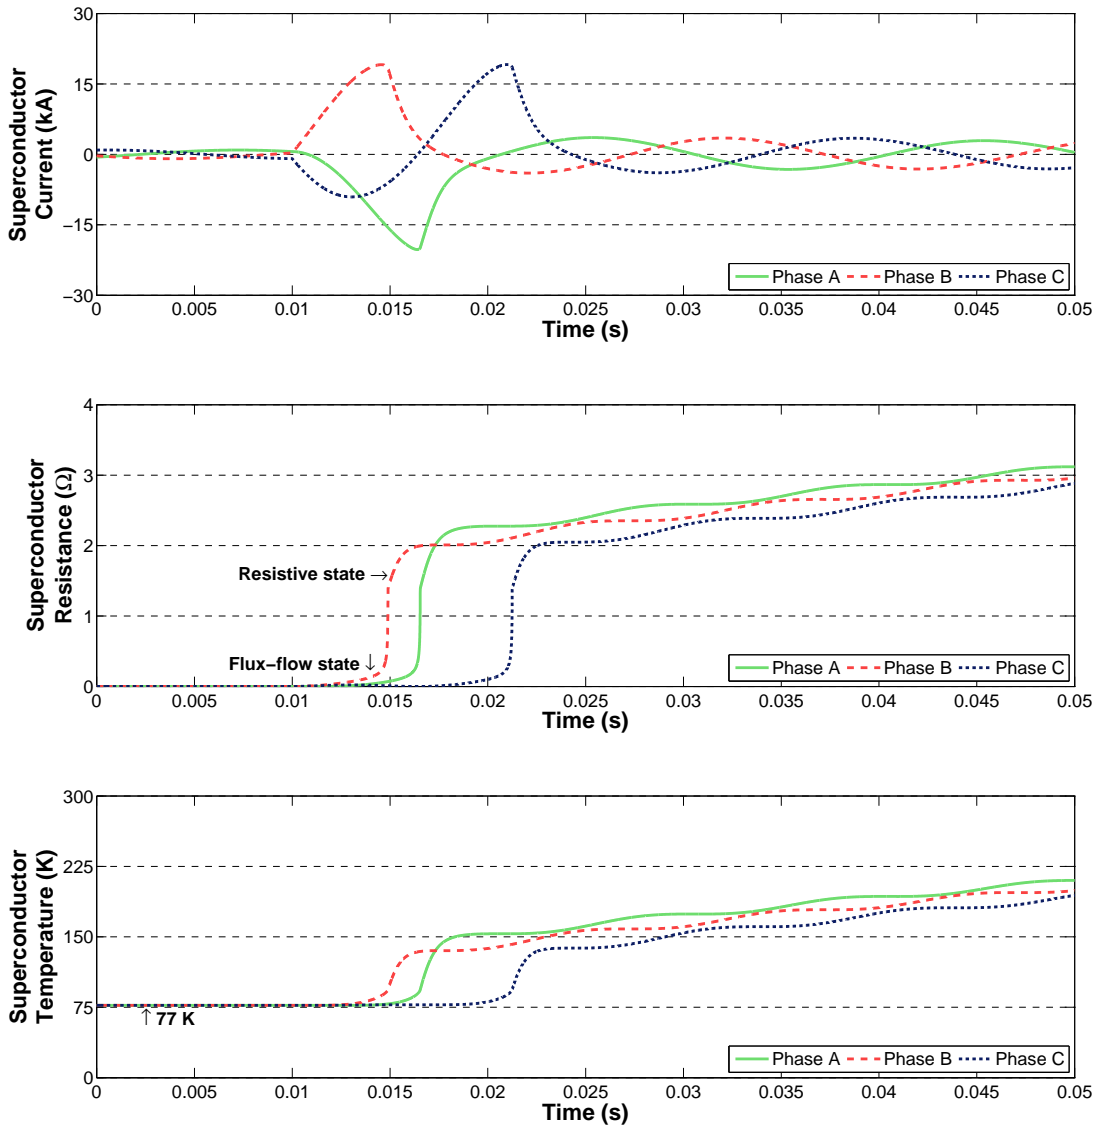 30
15
0
−15
−30
Superconductor
Current (kA)
0 0.005 0.01 0.015 0.02 0.025 0.03 0.035 0.04 0.045 0.05
Time (s)
Phase A Phase B Phase C
4
3
2
1
0
Superconductor
Resistance (Ω)
Resistive state →
Flux−flow state ↓
0 0.005 0.01 0.015 0.02 0.025 0.03 0.035 0.04 0.045 0.05
Time (s)
Phase A Phase B Phase C
300
225
150
75
0
Superconductor
Temperature (K)
↑ 77 K
0 0.005 0.01 0.015 0.02 0.025 0.03 0.035 0.04 0.045 0.05
Time (s)
Phase A Phase B Phase C